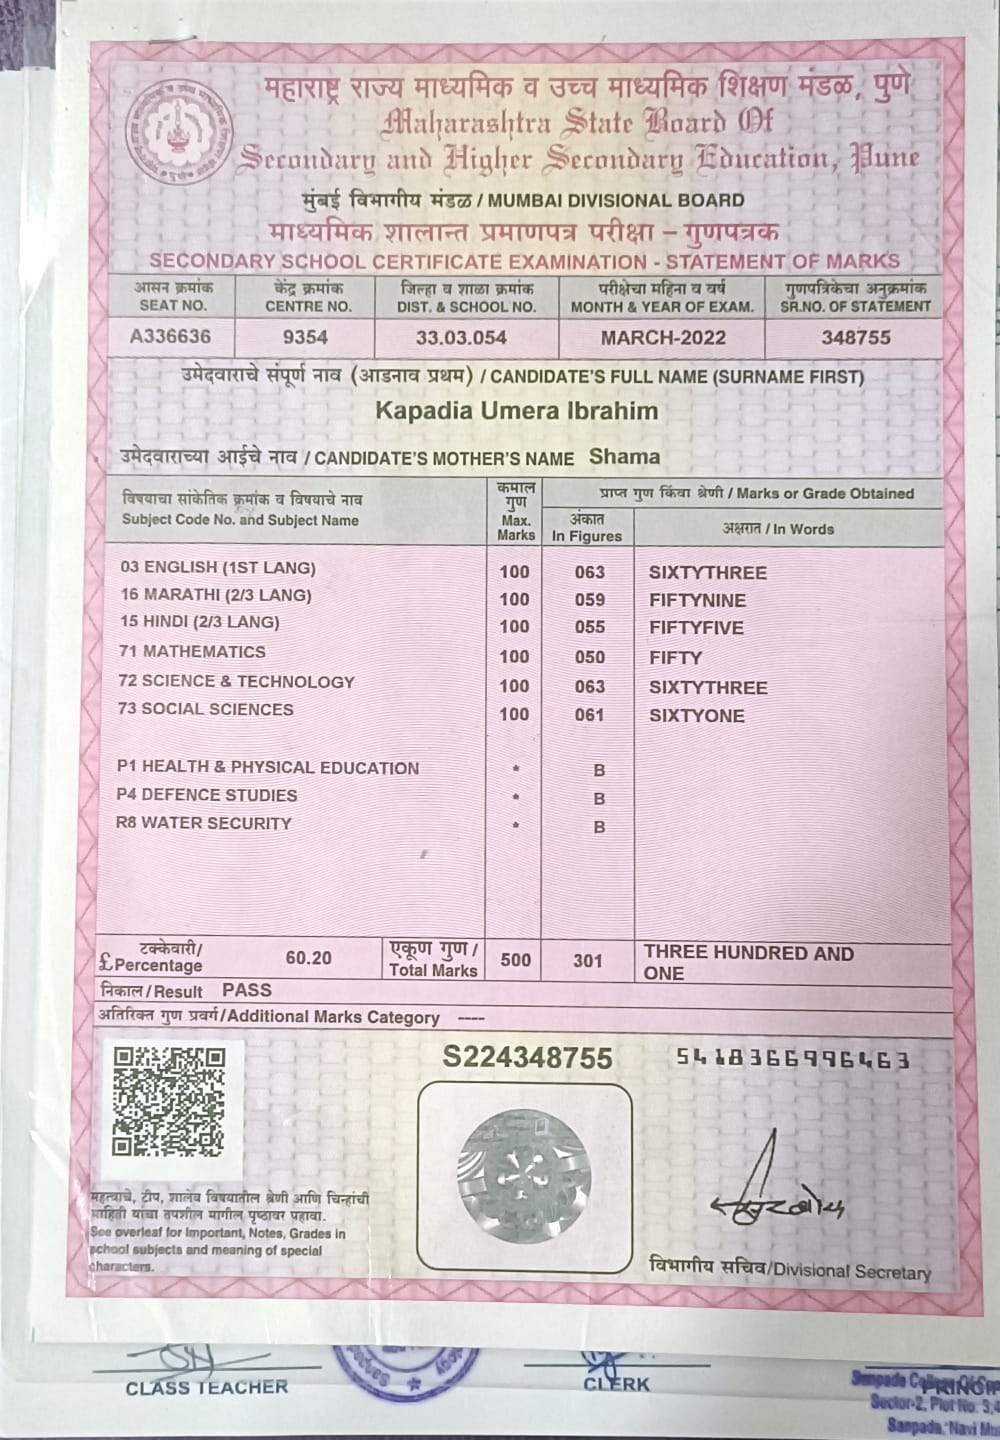 महाराष्ट्र राज्य माध्यमिक व उच्च माध्यमिक शिक्षण मंडळ, पुणे
Maharashtra State Board Of
Secondary and Higher Secondary Education, Pune
मुंबई विभागीय मंडळ / MUMBAI DIVISIONAL BOARD
माध्यमिक शालान्त प्रमाणपत्र परीक्षा – गुणपत्रक
SECONDARY SCHOOL CERTIFICATE EXAMINATION - STATEMENT OF MARKS
आसन क्रमांक केंद्र क्रमांक जिल्हा व शाळा क्रमांक परीक्षेचा महिना व वर्ष गुणपत्रिकेचा अनुक्रमांक
SEAT NO. CENTRE NO. DIST. & SCHOOL NO. MONTH & YEAR OF EXAM. SR.NO. OF STATEMENT
A336636 9354 33.03.054 MARCH-2022 348755
उमेदवाराचे संपूर्ण नाव (आडनाव प्रथम) / CANDIDATE'S FULL NAME (SURNAME FIRST)
Kapadia Umera Ibrahim
उमेदवाराच्या आईचे नाव / CANDIDATE'S MOTHER'S NAME Shama
विषयाचा सांकेतिक क्रमांक व विषयाचे नाव
Subject Code No. and Subject Name
कमाल
गुण
Max.
Marks
प्राप्त गुण किंवा श्रेणी / Marks or Grade Obtained
अंकात
In Figures
अक्षरात / In Words
03 ENGLISH (1ST LANG) 100 063 SIXTYTHREE
16 MARATHI (2/3 LANG) 100 059 FIFTYNINE
15 HINDI (2/3 LANG) 100 055 FIFTYFIVE
71 MATHEMATICS 100 050 FIFTY
72 SCIENCE & TECHNOLOGY 100 063 SIXTYTHREE
73 SOCIAL SCIENCES 100 061 SIXTYONE
P1 HEALTH & PHYSICAL EDUCATION * B
P4 DEFENCE STUDIES * B
R8 WATER SECURITY * B
टक्केवारी/
£ Percentage 60.20
एकूण गुण /
Total Marks 500 301
THREE HUNDRED AND
ONE
निकाल/Result PASS
अतिरिक्त गुण प्रवर्ग/Additional Marks Category ----
S224348755 5418366996463
महत्वाचे, टीप, शालेय विषयातील श्रेणी आणि चिन्हांची
माहिती यांचा तपशील मागील पृष्ठावर पहावा.
See overleaf for Important, Notes, Grades in
school subjects and meaning of special
characters.
विभागीय सचिव/Divisional Secretary
CLASS TEACHER CLERK
Sanpada
Sector-2, Plot No.
Sanpada, Navi